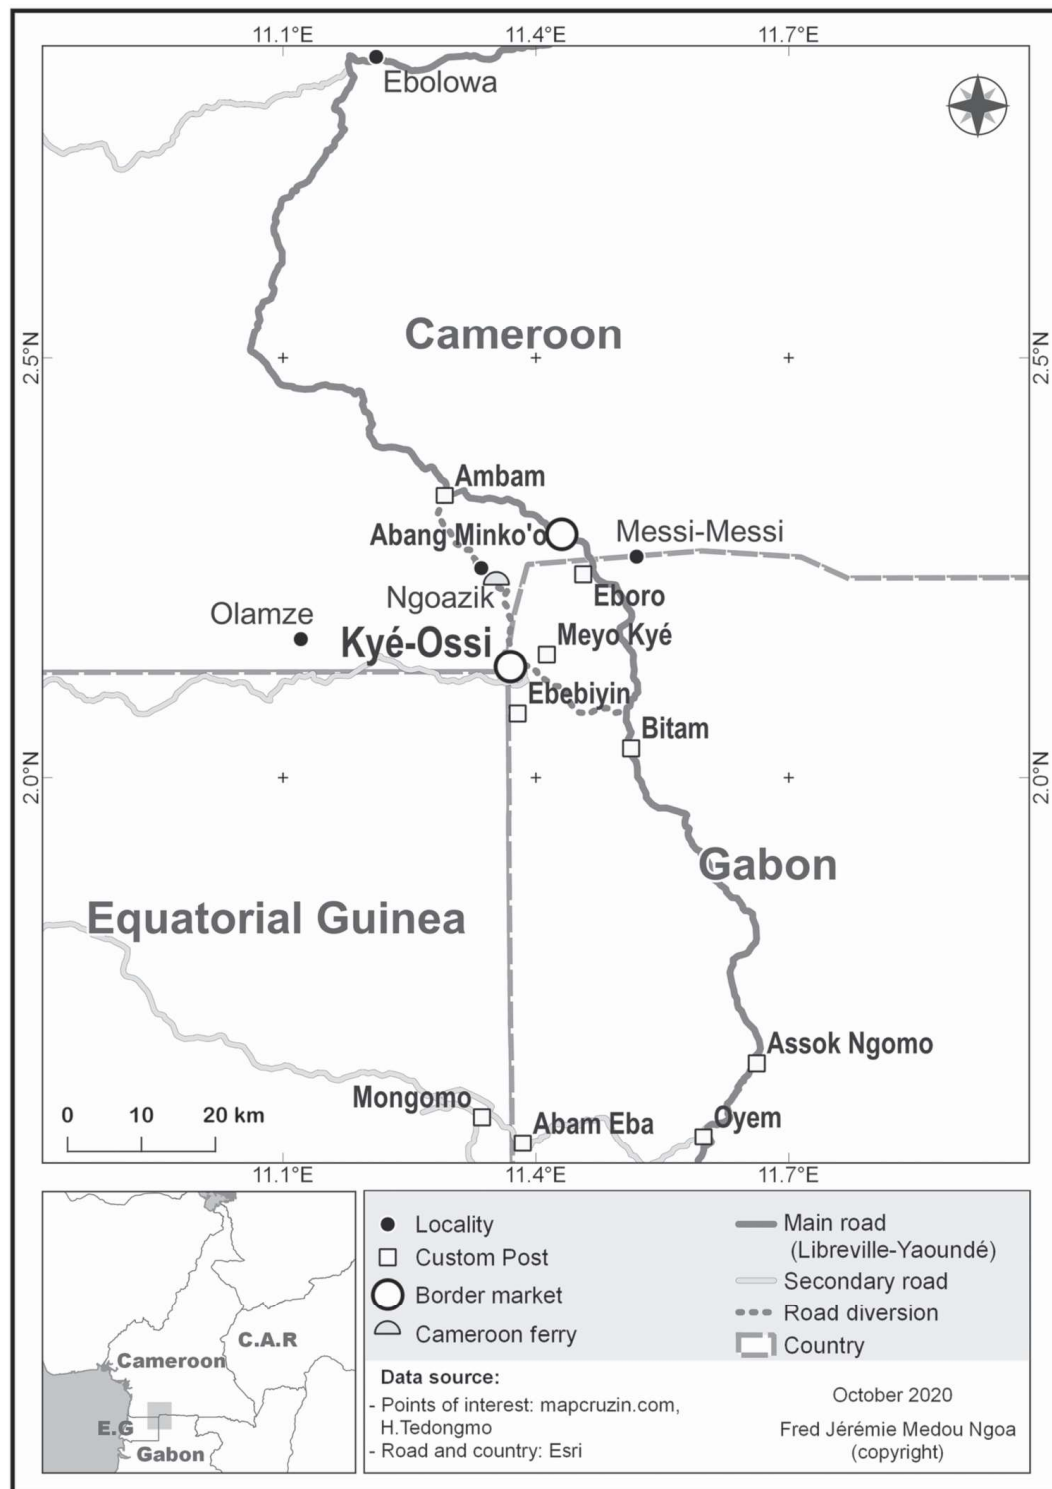 11.1°E 11.4°E 11.7°E
Ebolowa
Cameroon
2.5°N 2.5°N
Ambam
Abang Minko'o
Messi-Messi
Ngoazik
Eboro
Olamze
Kyé-Ossi
Meyo Kyé
Ebebiyin
Bitam
2.0°N 2.0°N
Gabon
Equatorial Guinea
Assok Ngomo
Mongomo
Abam Eba
Oyem
0 10 20 km
11.1°E 11.4°E 11.7°E
C.A.R
Cameroon
E.G
Gabon
Locality
Custom Post
Border market
Cameroon ferry
Main road
(Libreville-Yaoundé)
Secondary road
Road diversion
Country
Data source:
- Points of interest: mapcruzin.com,
H.Tedongmo
- Road and country: Esri
October 2020
Fred Jérémie Medou Ngoa
(copyright)